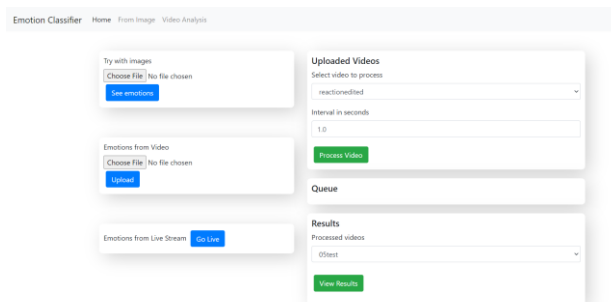 Emotion Classifier Home From Image Video Analysis
Try with images
Choose File No file chosen
See emotions
Emotions from Video
Choose File No file chosen
Upload
Emotions from Live Stream Go Live
Uploaded Videos
Select video to process
reactionedited
Interval in seconds
1.0
Process Video
Queue
Results
Processed videos
05test
View Results